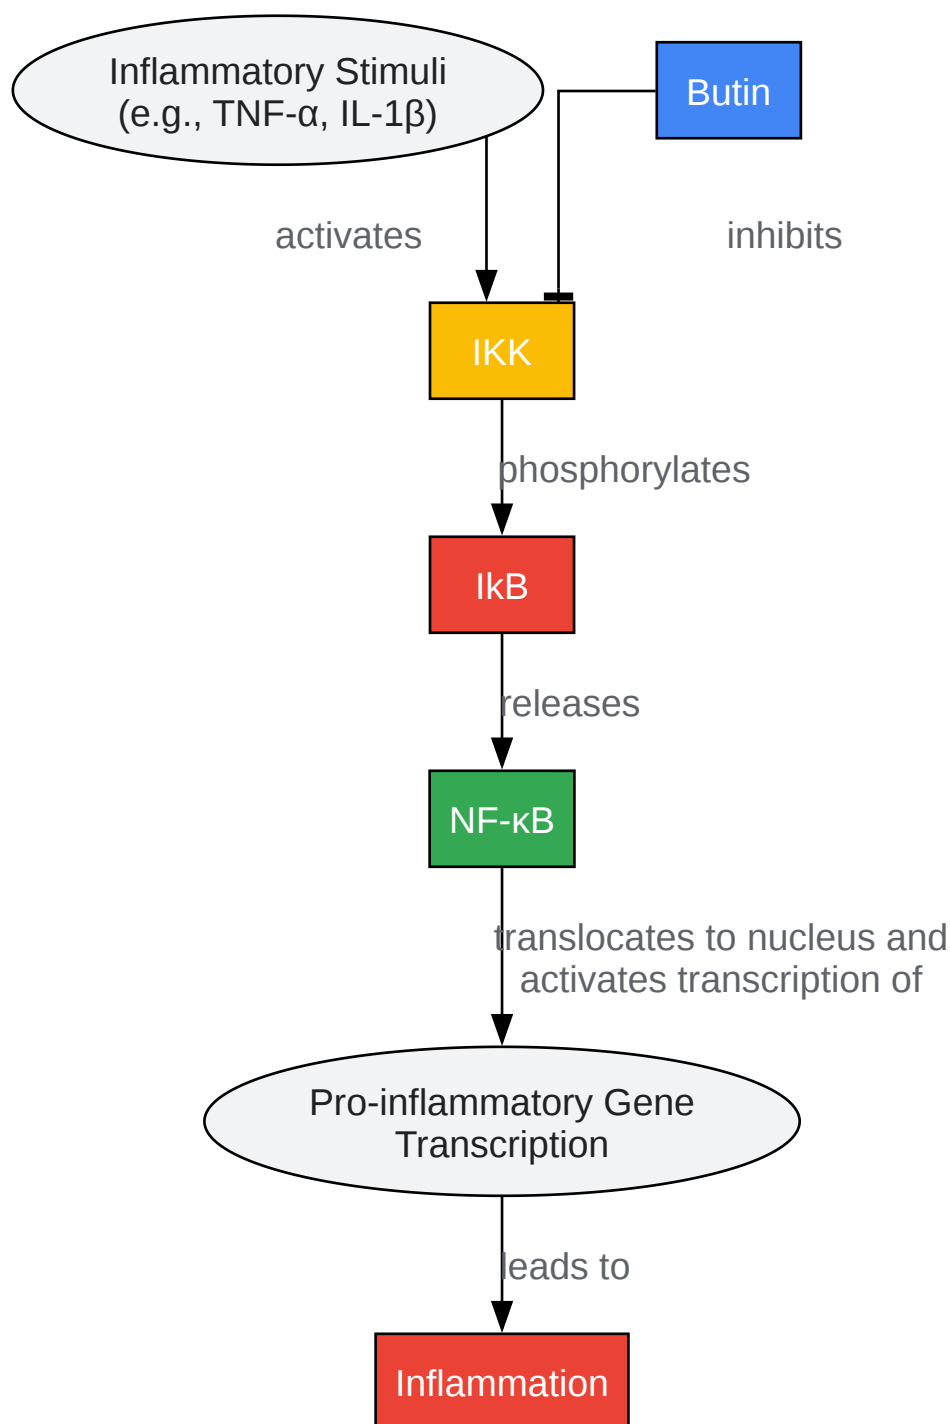 Inflammatory Stimuli
(e.g., TNF-α, IL-1β)
Butin
activates
inhibits
IKK
phosphorylates
IkB
releases
NF-κB
translocates to nucleus and
activates transcription of
Pro-inflammatory Gene
Transcription
leads to
Inflammation